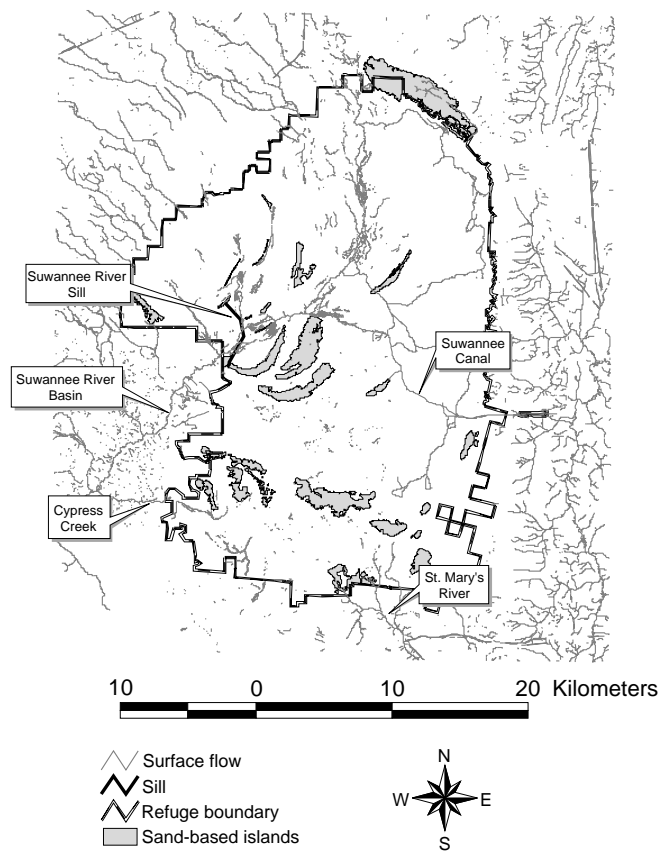 Suwannee River
Sill
Suwannee
Canal
Suwannee River
Basin
Cypress
Creek
St. Mary's
River
10 0 10 20 Kilometers
Surface flow
Sill
Refuge boundary
Sand-based islands
N
W E
S